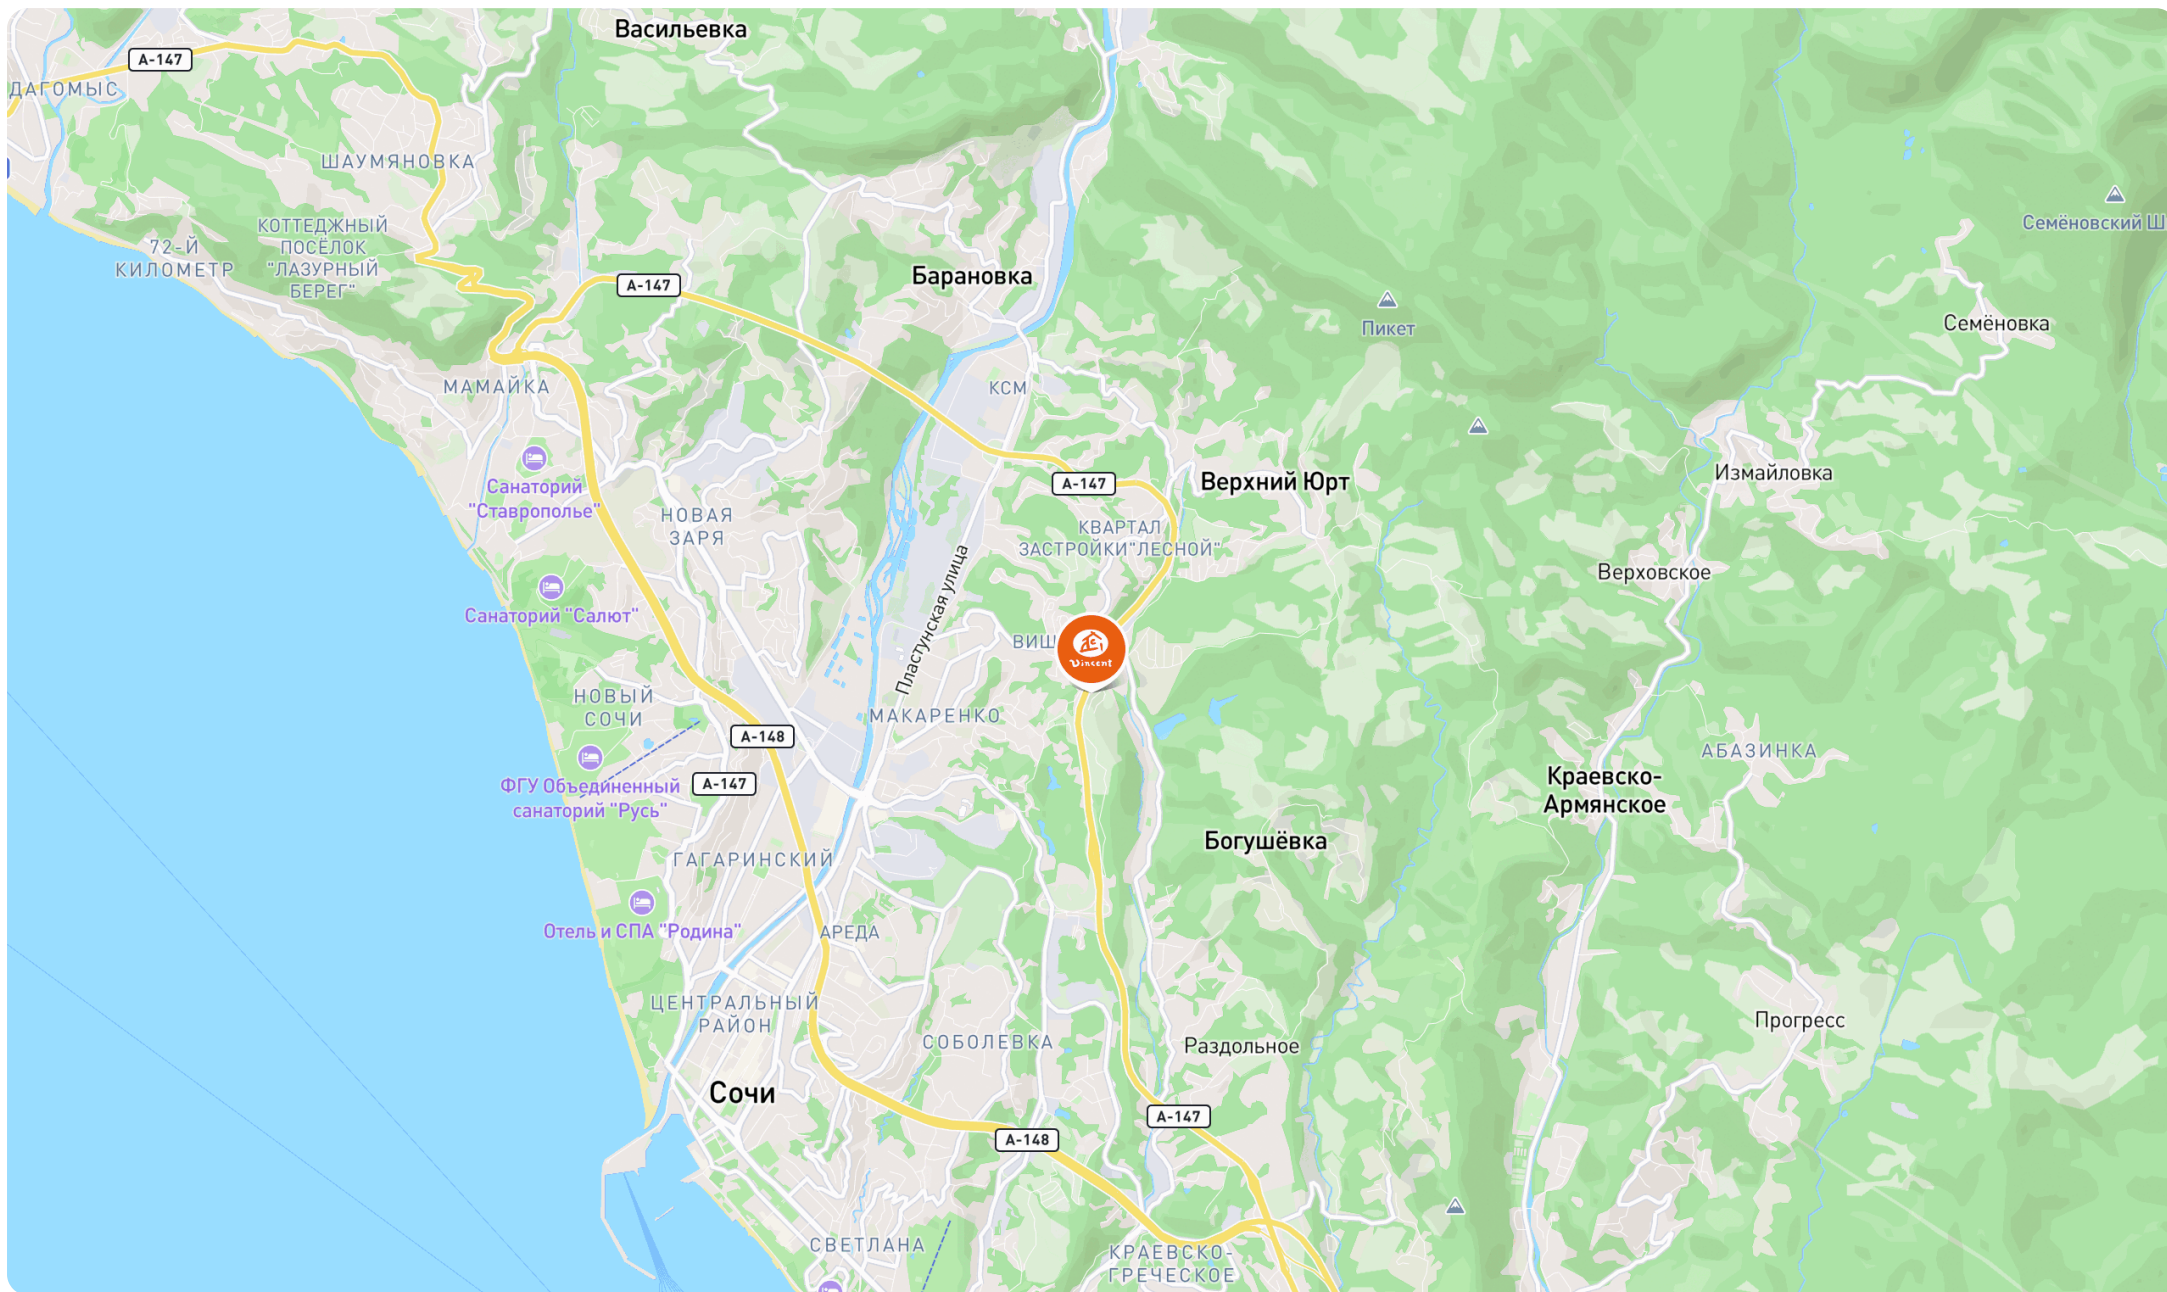 Васильевка
А-147
ДАГОМЫС
ШАУМЯНОВКА
КОТТЕДЖНЫЙ
ПОСЁЛОК
"ЛАЗУРНЫЙ
БЕРЕГ"
72-Й
КИЛОМЕТР
Семёновский Ш
Барановка
А-147
Пикет
Семёновка
МАМАЙКА
КСМ
Санаторий
"Ставрополье"
А-147
Верхний Юрт
Измайловка
НОВАЯ
ЗАРЯ
КВАРТАЛ
ЗАСТРОЙКИ"ЛЕСНОЙ"
Верховское
Санаторий "Салют"
Пластунская улица
ВИШ
Vincent
НОВЫЙ
СОЧИ
МАКАРЕНКО
А-148
АБАЗИНКА
А-147
ФГУ Объединенный
санаторий "Русь"
Краевско-
Армянское
Богушёвка
ГАГАРИНСКИЙ
Отель и СПА "Родина"
АРЕДА
ЦЕНТРАЛЬНЫЙ
РАЙОН
СОБОЛЕВКА
Раздольное
Прогресс
Сочи
А-147
А-148
СВЕТЛАНА
КРАЕВСКО-
ГРЕЧЕСКОЕ